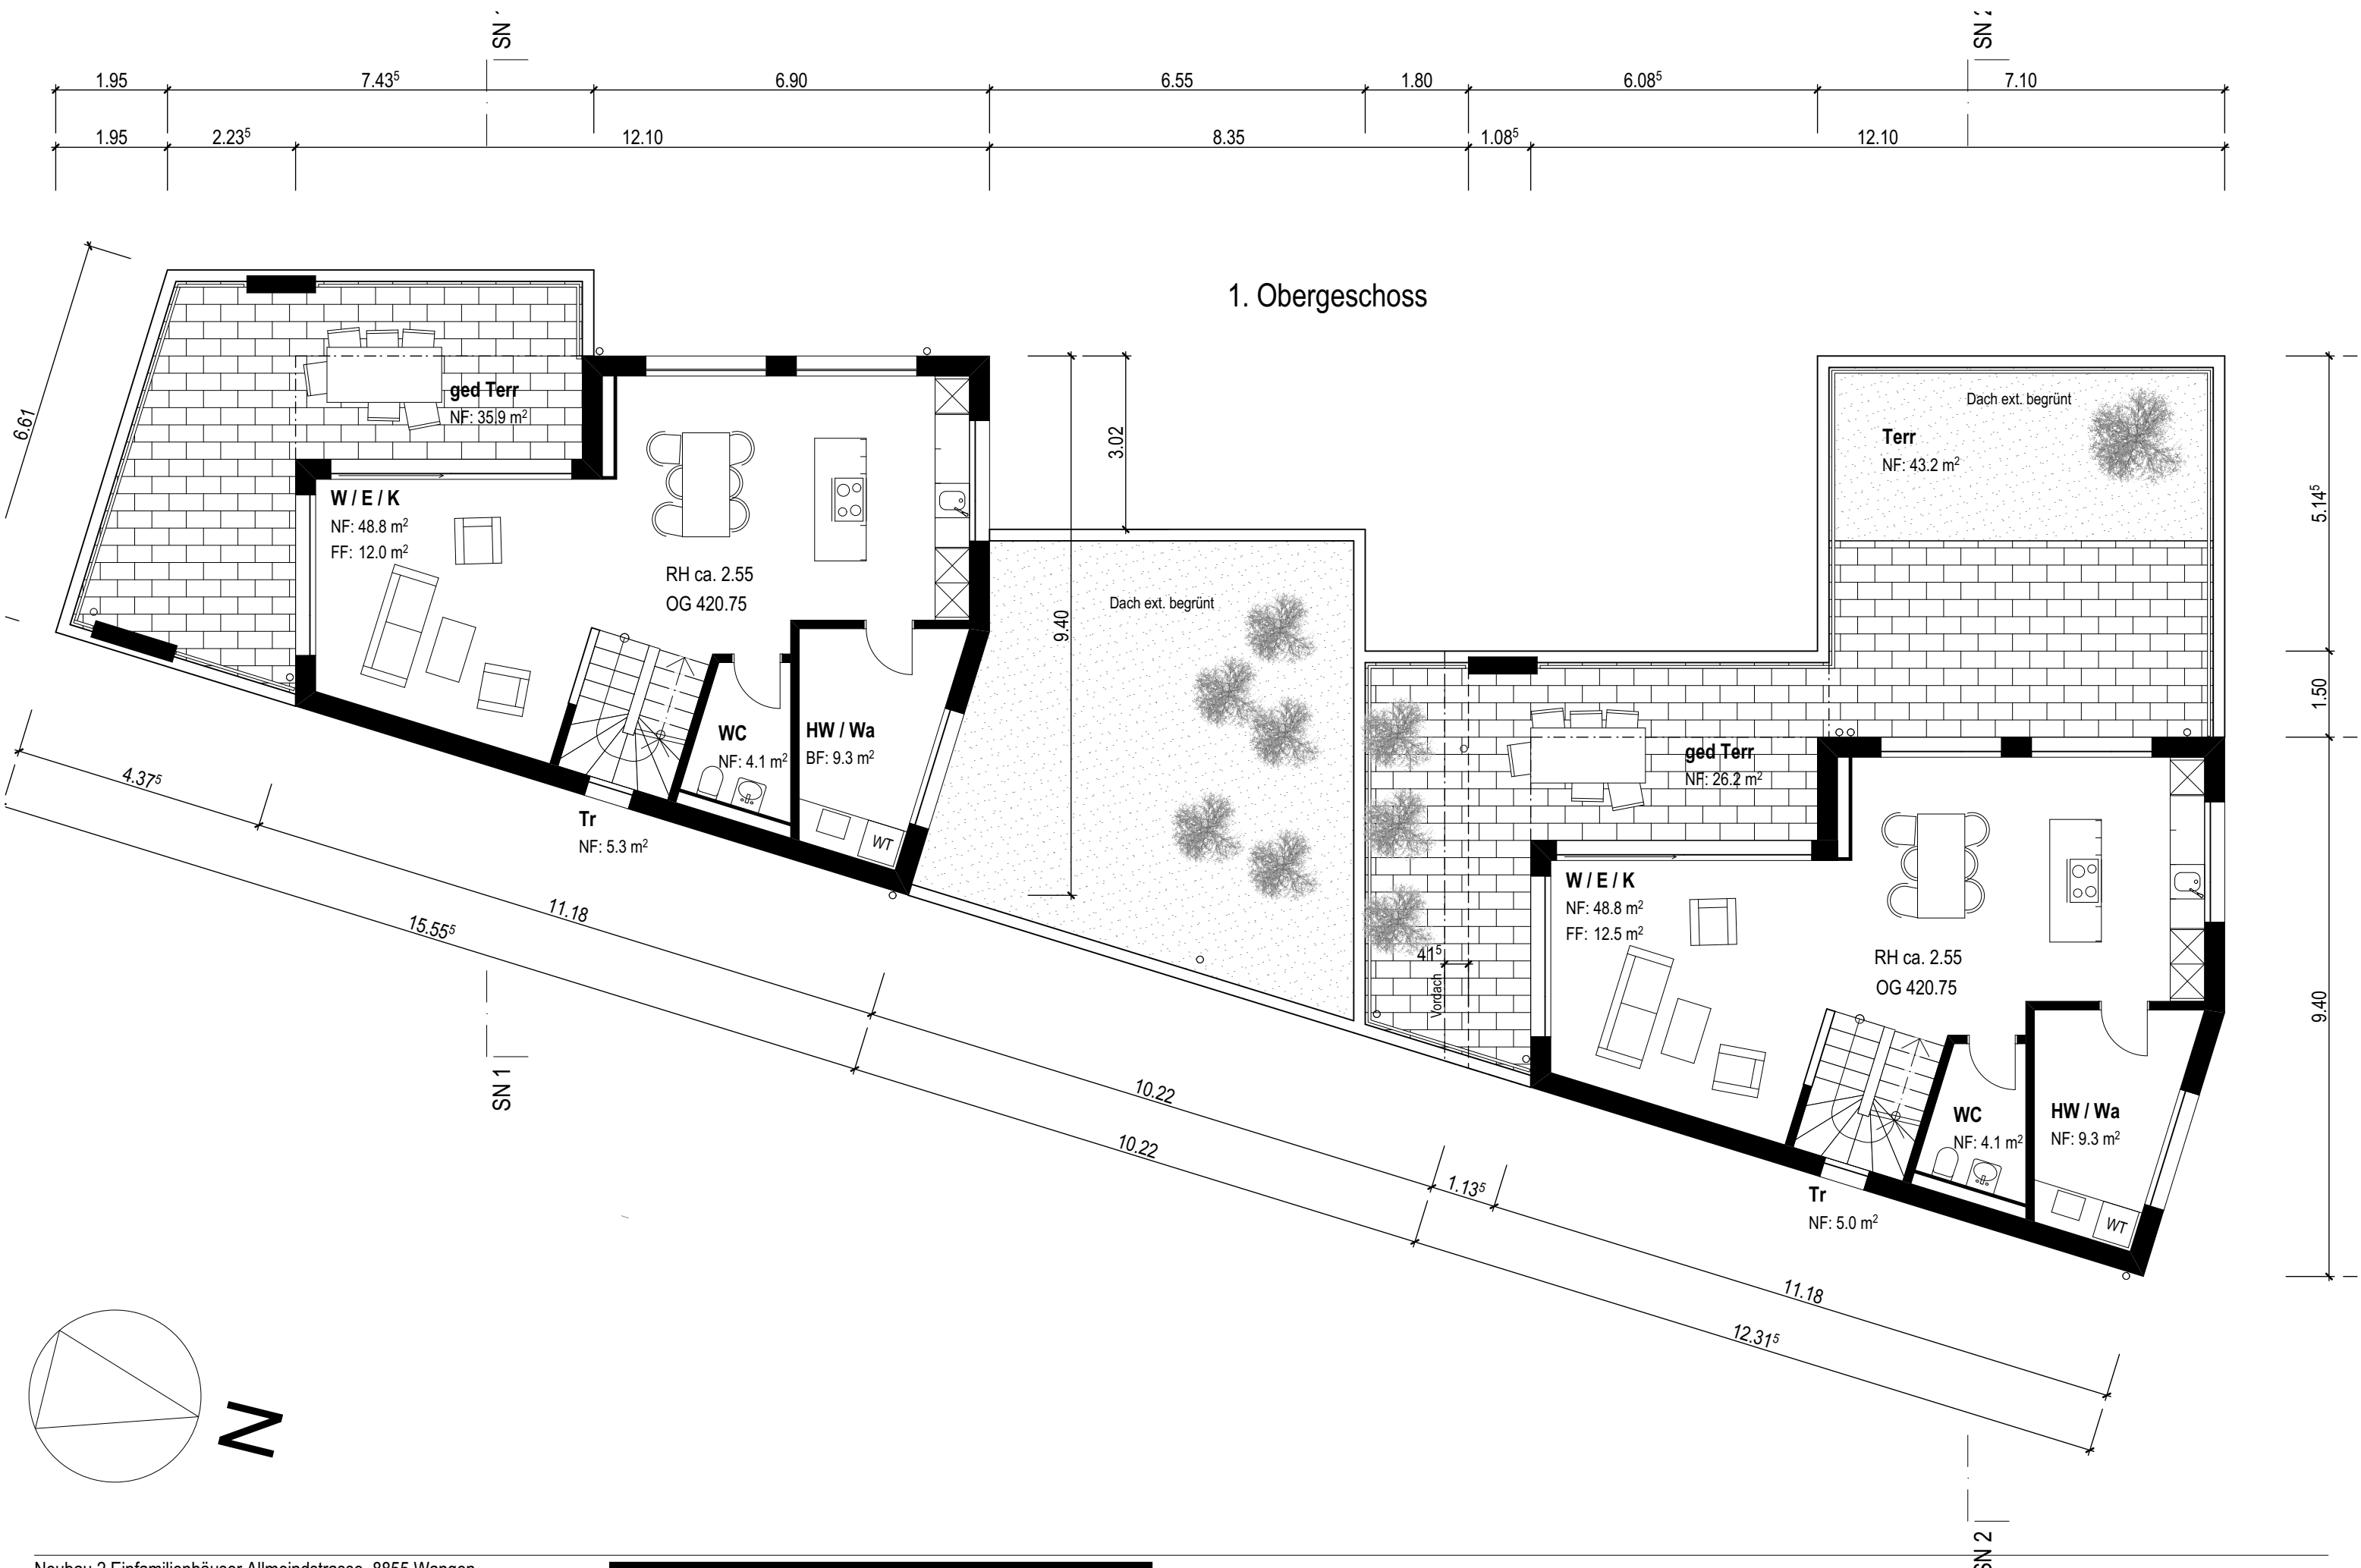 SN 1
SN 2
1.95
7.43⁵
6.90
6.55
1.80
6.08⁵
7.10
1.95
2.23⁵
12.10
8.35
1.08⁵
12.10
1. Obergeschoss
6.61
ged Terr
NF: 35.9 m²
W / E / K
NF: 48.8 m²
FF: 12.0 m²
RH ca. 2.55
OG 420.75
3.02
9.40
Dach ext. begrünt
Dach ext. begrünt
Terr
NF: 43.2 m²
5.14⁵
1.50
9.40
WC
NF: 4.1 m²
HW / Wa
BF: 9.3 m²
WT
Tr
NF: 5.3 m²
ged Terr
NF: 26.2 m²
W / E / K
NF: 48.8 m²
FF: 12.5 m²
RH ca. 2.55
OG 420.75
41⁵
Vordach
WC
NF: 4.1 m²
HW / Wa
NF: 9.3 m²
WT
Tr
NF: 5.0 m²
4.37⁵
11.18
15.55⁵
10.22
10.22
1.13⁵
11.18
12.31⁵
SN 1
N
SN 2
Neubau 2 Einfamilienhäuser Allmeindstrasse, 8855 Wangen